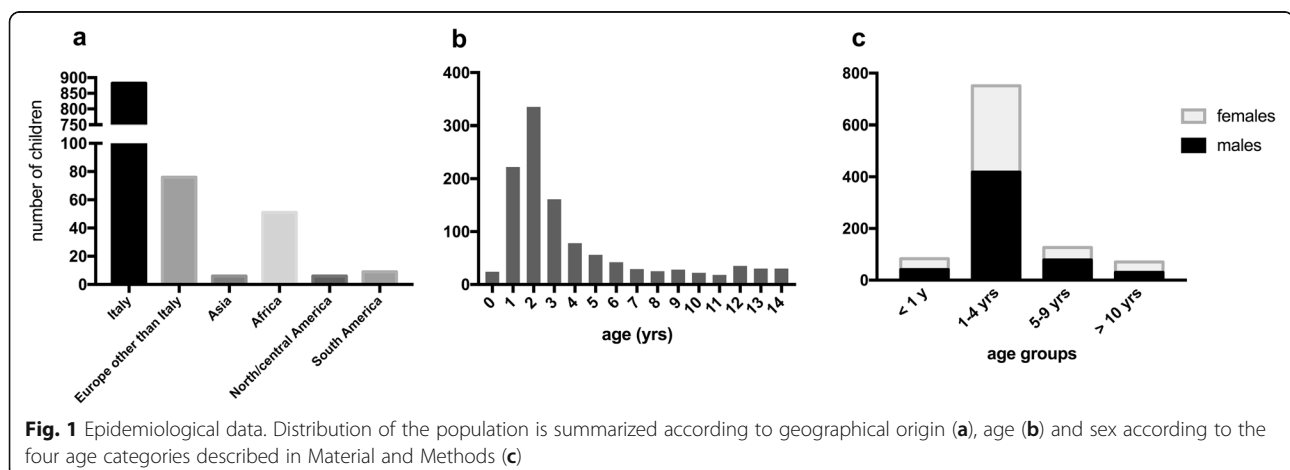 a
number of children
900
850
800
750
100
80
60
40
20
0
Italy
Europe other than Italy
Asia
Africa
North/central America
South America
b
400
300
200
100
0
0 1 2 3 4 5 6 7 8 9 10 11 12 13 14
age (yrs)
c
800
600
400
200
0
< 1 y
1-4 yrs
5-9 yrs
> 10 yrs
age groups
females
males
Fig. 1 Epidemiological data. Distribution of the population is summarized according to geographical origin (a), age (b) and sex according to the
four age categories described in Material and Methods (c)